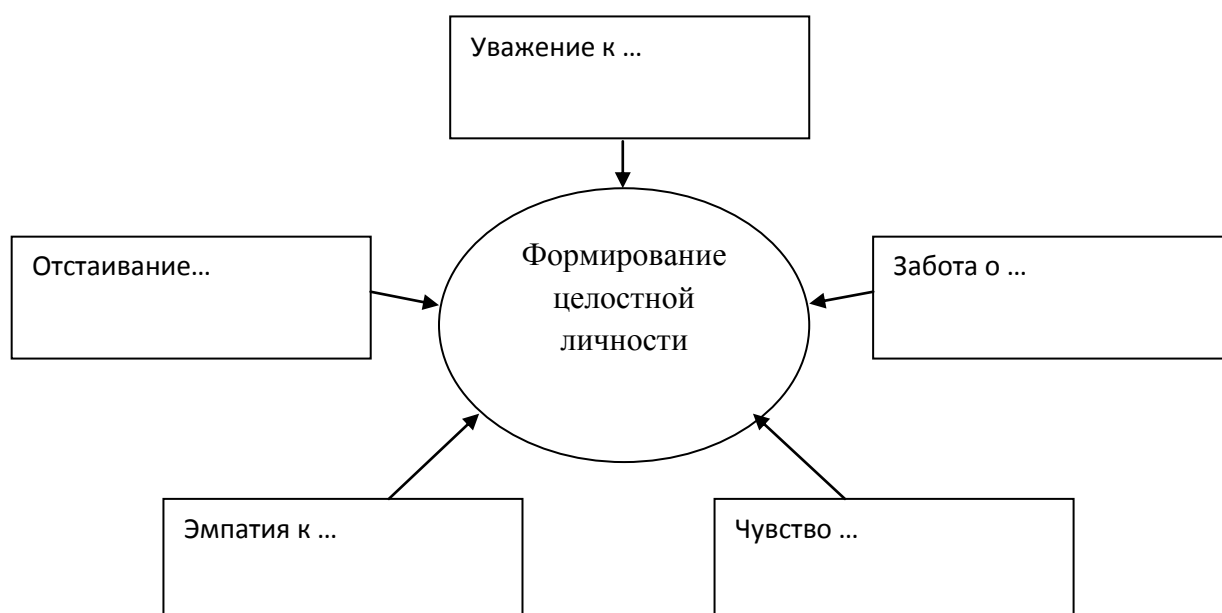 Уважение к ...
Отстаивание...
Формирование
целостной
личности
Забота о ...
Эмпатия к ...
Чувство ...